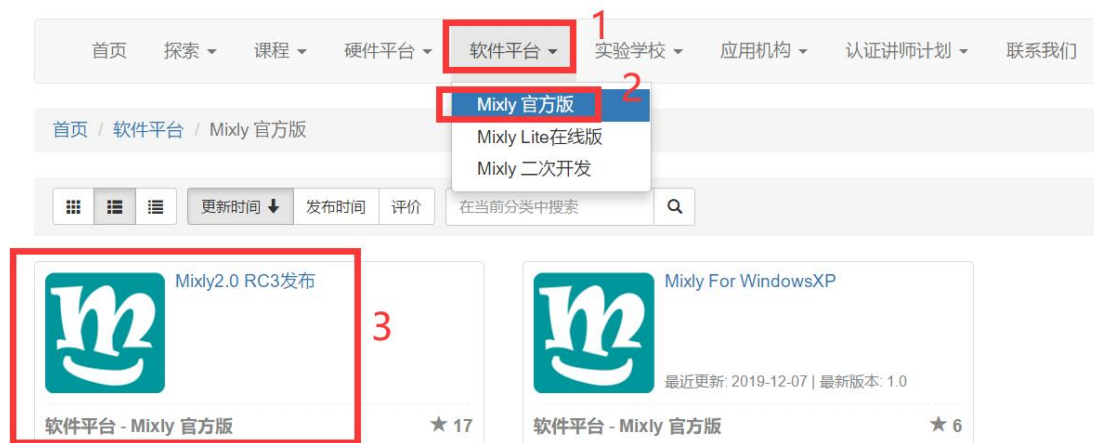 1
首页 探索 课程 硬件平台 软件平台 实验学校 应用机构 认证讲师计划 联系我们
Mixly 官方版 2
首页 / 软件平台 / Mixly 官方版
Mixly Lite在线版
Mixly 二次开发
更新时间 发布时间 评价 在当前分类中搜索
Mixly2.0 RC3发布 Mixly For WindowsXP
3
最近更新: 2019-12-07 | 最新版本: 1.0
软件平台 - Mixly 官方版 ★ 17 软件平台 - Mixly 官方版 ★ 6